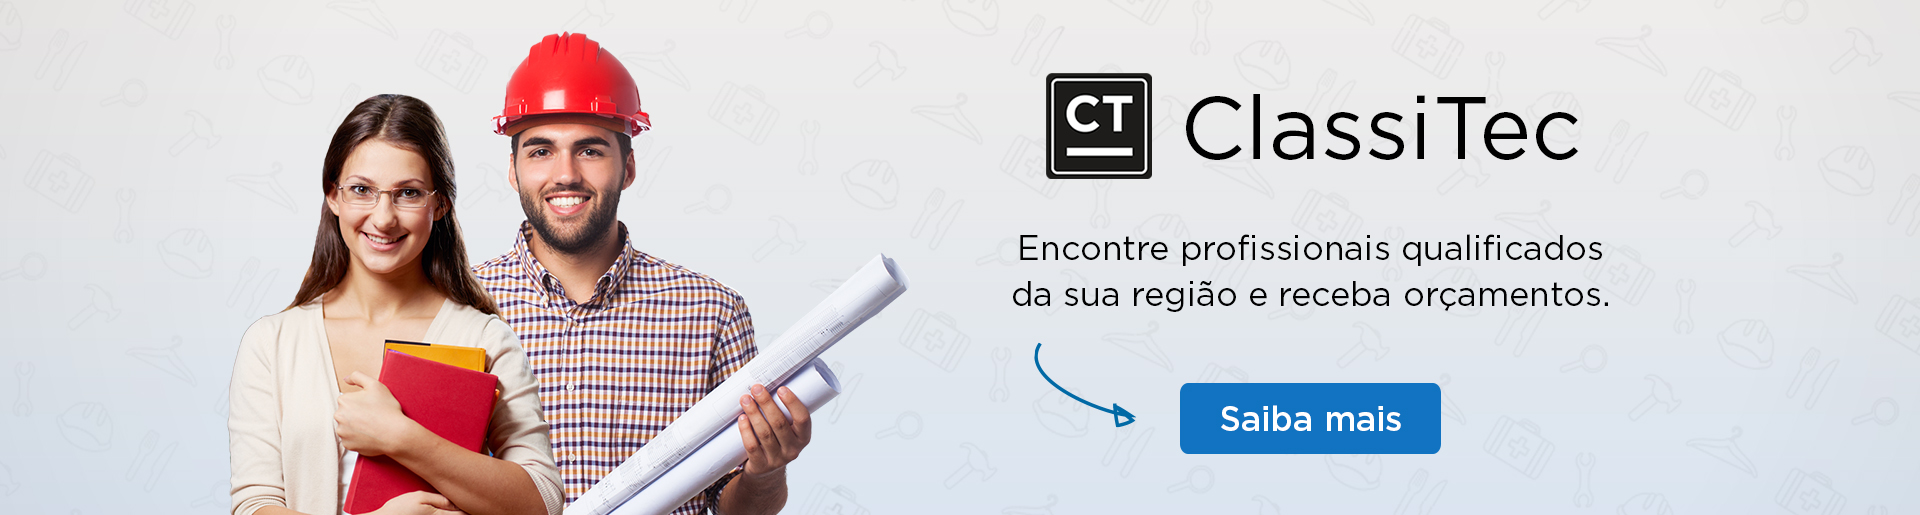 CT
ClassiTec
Encontre profissionais qualificados
da sua região e receba orçamentos.
Saiba mais